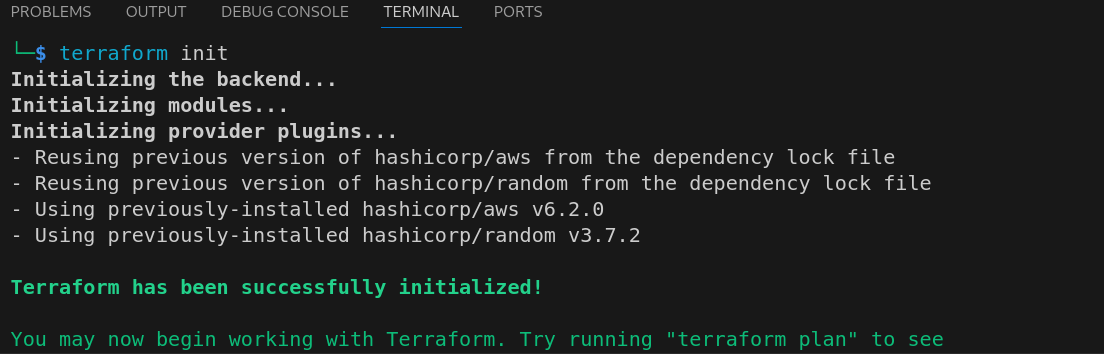 PROBLEMS OUTPUT DEBUG CONSOLE TERMINAL PORTS
└─$ terraform init
Initializing the backend...
Initializing modules...
Initializing provider plugins...
- Reusing previous version of hashicorp/aws from the dependency lock file
- Reusing previous version of hashicorp/random from the dependency lock file
- Using previously-installed hashicorp/aws v6.2.0
- Using previously-installed hashicorp/random v3.7.2
Terraform has been successfully initialized!
You may now begin working with Terraform. Try running "terraform plan" to see